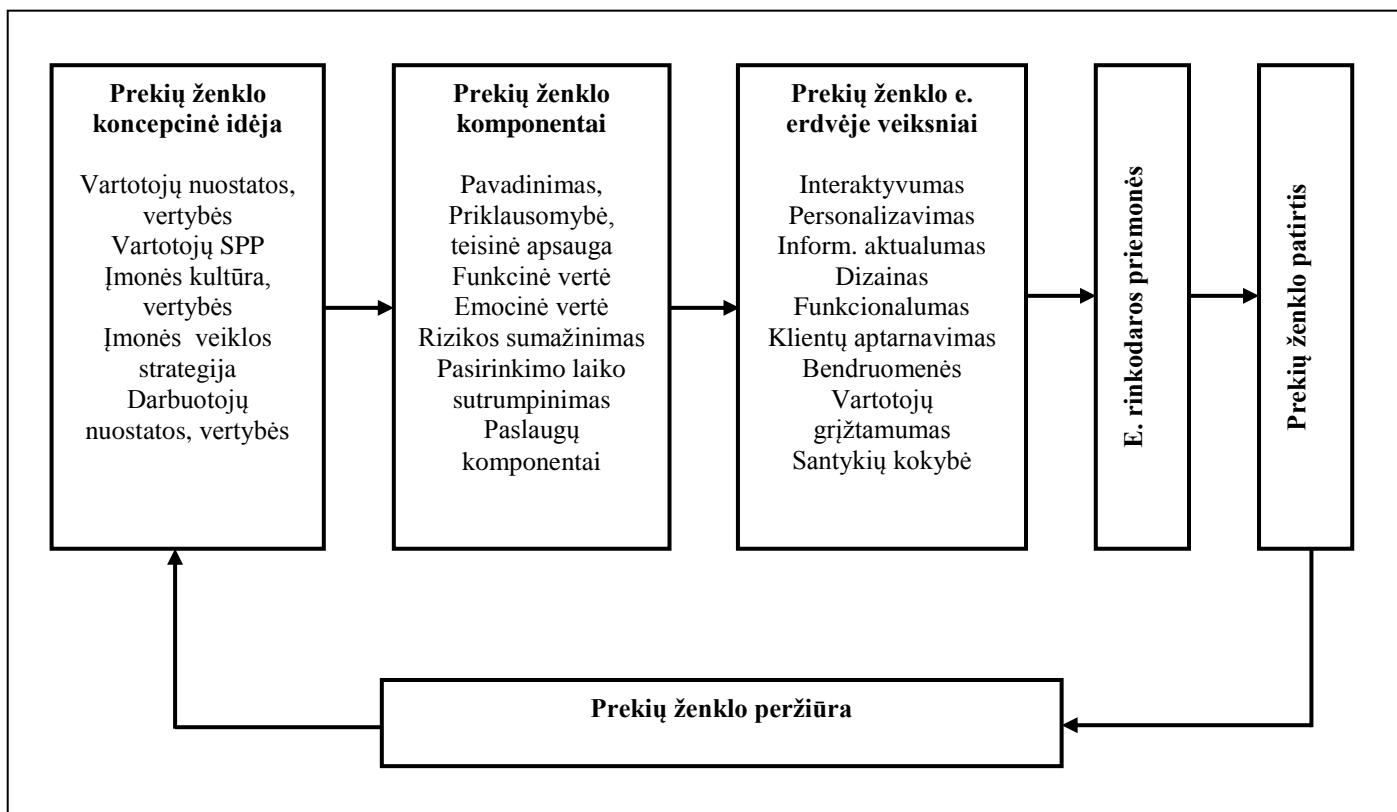 Prekių ženklo
koncepcinė idėja
Vartotojų nuostatos,
vertybės
Vartotojų SPP
Įmonės kultūra,
vertybės
Įmonės veiklos
strategija
Darbuotojų
nuostatos, vertybės
Prekių ženklo
komponentai
Pavadinimas,
Priklausomybė,
teisinė apsauga
Funkcinė vertė
Emocinė vertė
Rizikos sumažinimas
Pasirinkimo laiko
sutrumpinimas
Paslaugų
komponentai
Prekių ženklo e.
erdvėje veiksniai
Interaktyvumas
Personalizavimas
Inform. aktualumas
Dizainas
Funkcionalumas
Klientų aptarnavimas
Bendruomenės
Vartotojų
grįžtamumas
Santykių kokybė
E. rinkodaros priemonės
Prekių ženklo patirtis
Prekių ženklo peržiūra